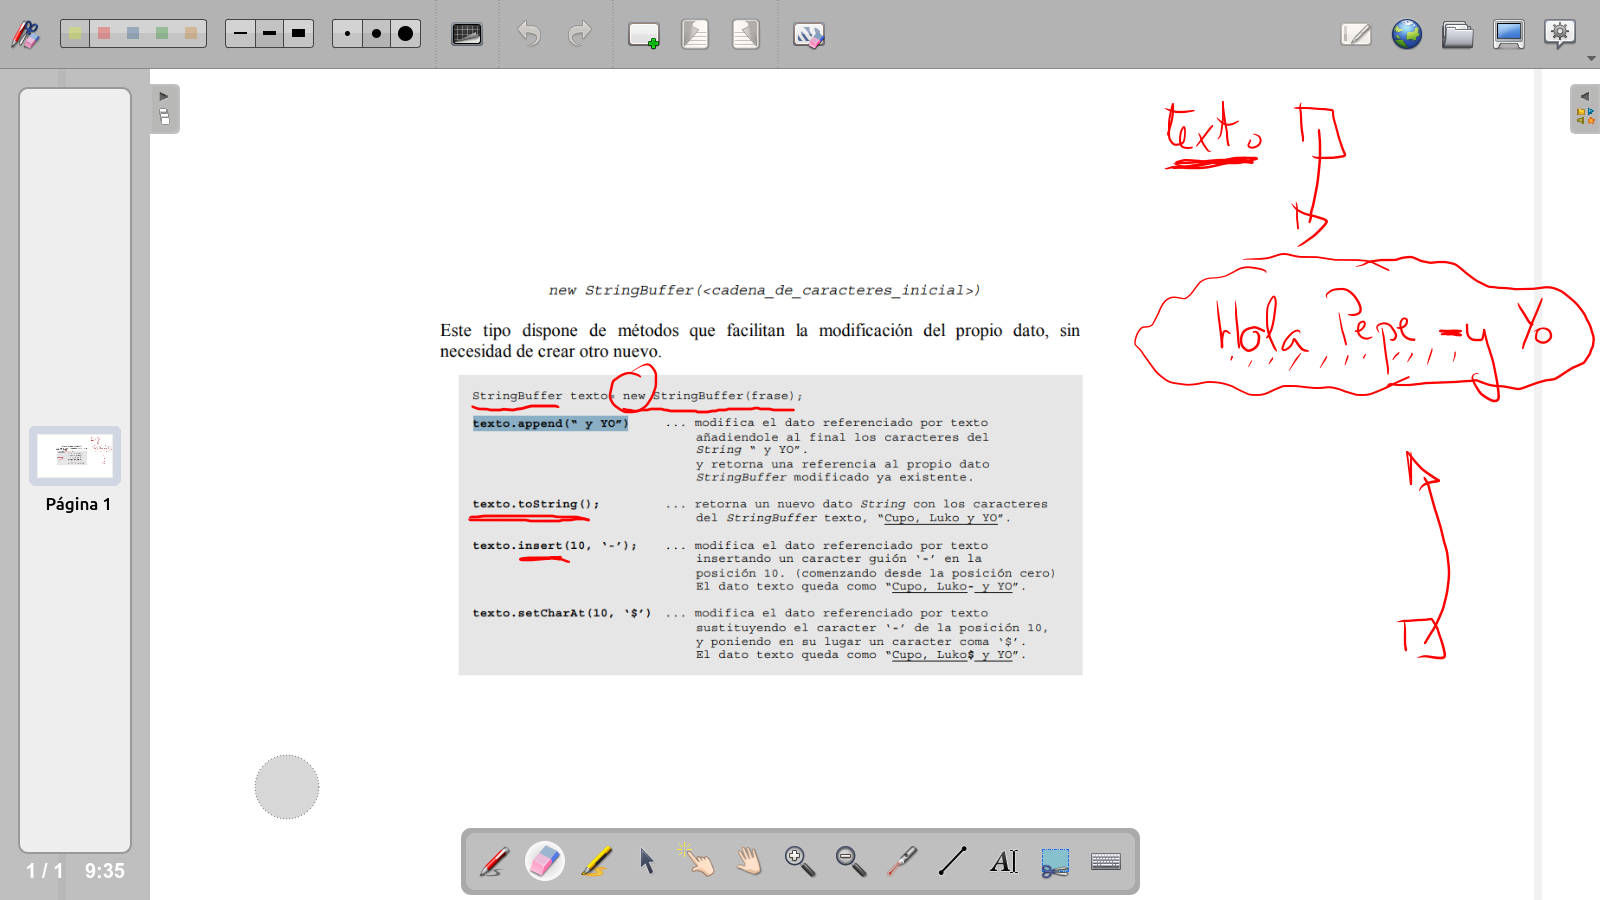 texto
new StringBuffer(<cadena_de_caracteres_inicial>)
Este tipo dispone de métodos que facilitan la modificación del propio dato, sin
necesidad de crear otro nuevo.
Hola Pepe -y Yo
StringBuffer texto= new StringBuffer(frase);
texto.append(“ y YO”) ... modifica el dato referenciado por texto
añadiendole al final los caracteres del
String “ y YO”.
y retorna una referencia al propio dato
StringBuffer modificado ya existente.
texto.toString(); ... retorna un nuevo dato String con los caracteres
del StringBuffer texto, “Cupo, Luko y YO”.
texto.insert(10, ‘-’); ... modifica el dato referenciado por texto
insertando un caracter guión ‘-’ en la
posición 10. (comenzando desde la posición cero)
El dato texto queda como “Cupo, Luko- y YO”.
texto.setCharAt(10, ‘$’) ... modifica el dato referenciado por texto
sustituyendo el caracter ‘-’ de la posición 10,
y poniendo en su lugar un caracter coma ‘$’.
El dato texto queda como “Cupo, Luko$ y YO”.
Página 1
1 / 1 9:35
AI